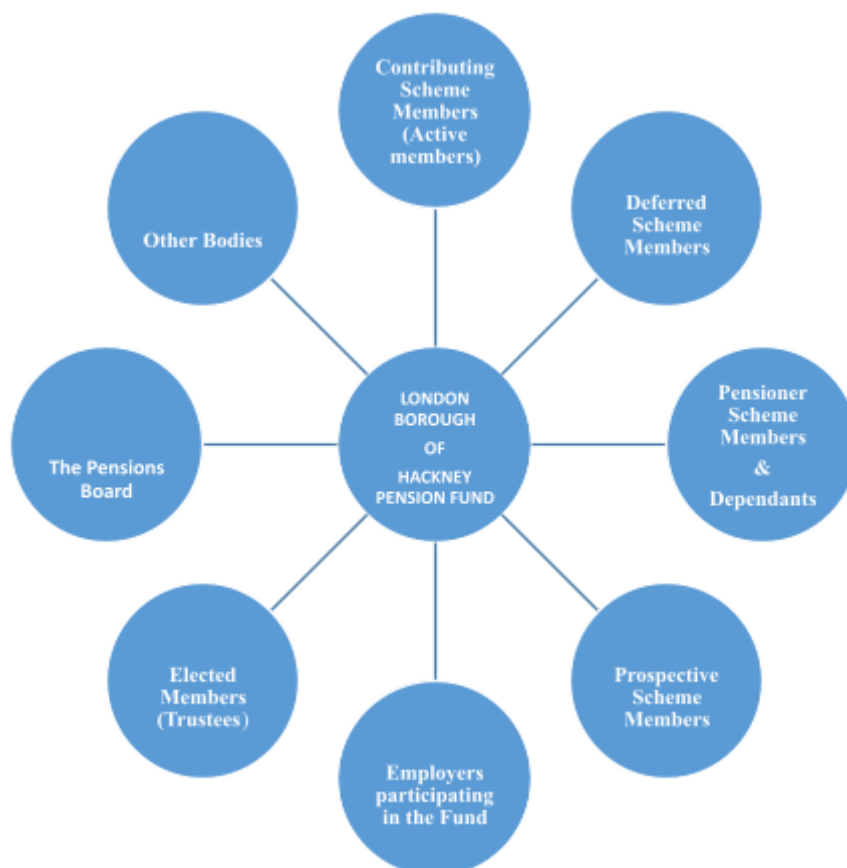 Contributing
Scheme
Members
(Active
members)
Deferred
Scheme
Members
Pensioner
Scheme
Members
&
Dependants
Prospective
Scheme
Members
Employers
participating
in the Fund
Elected
Members
(Trustees)
The Pensions
Board
Other Bodies
LONDON
BOROUGH
OF
HACKNEY
PENSION FUND